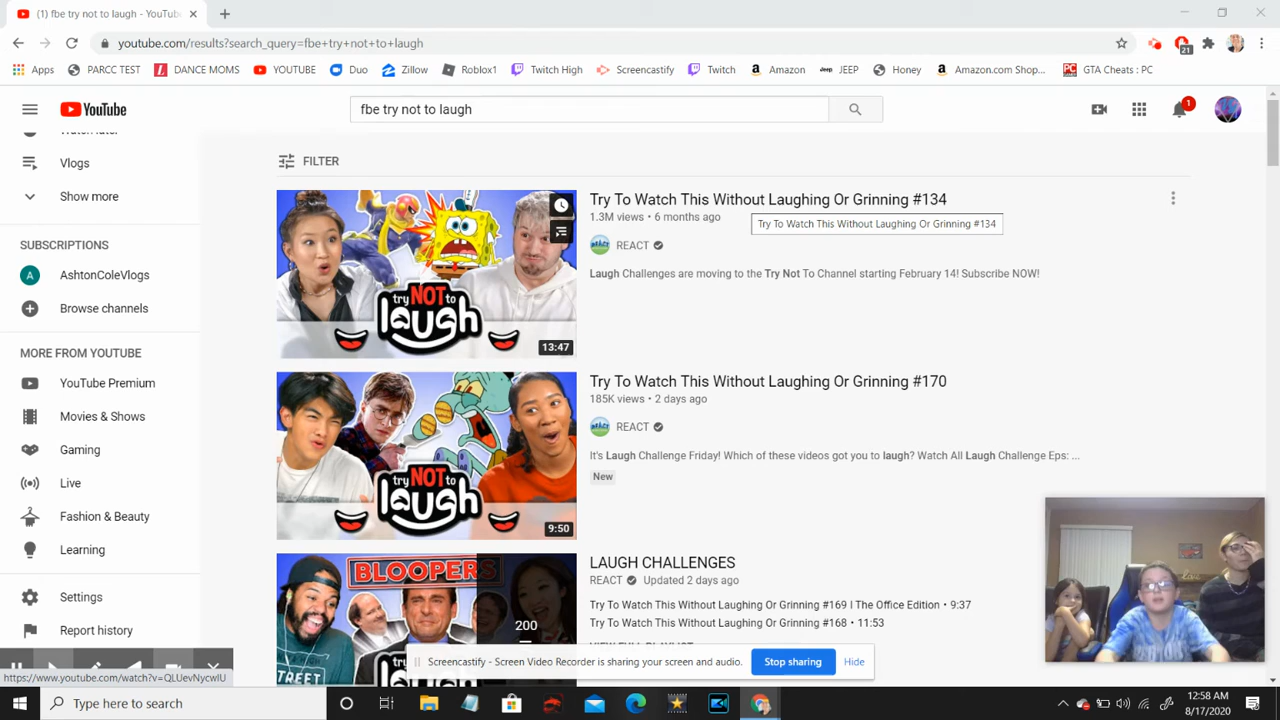 (1) fbe try not to laugh - YouTub
youtube.com/results?search_query=fbe+try+not+to+laugh
21
Apps PARCC TEST DANCE MOMS YOUTUBE Duo Zillow Roblox1 Twitch High Screencastify Twitch Amazon JEEP Honey Amazon.com Shop... GTA Cheats : PC
YouTube
fbe try not to laugh
1
Watch later
Vlogs
Show more
SUBSCRIPTIONS
A AshtonColeVlogs
Browse channels
MORE FROM YOUTUBE
YouTube Premium
Movies & Shows
Gaming
Live
Fashion & Beauty
Learning
Settings
Report history
https://www.youtube.com/watch?v=QLUevNycwlU
FILTER
try NOT to
laugh
13:47
Try To Watch This Without Laughing Or Grinning #134
1.3M views • 6 months ago
Try To Watch This Without Laughing Or Grinning #134
REACT
Laugh Challenges are moving to the Try Not To Channel starting February 14! Subscribe NOW!
try NOT to
laugh
9:50
Try To Watch This Without Laughing Or Grinning #170
185K views • 2 days ago
REACT
It's Laugh Challenge Friday! Which of these videos got you to laugh? Watch All Laugh Challenge Eps: ...
New
BLOOPERS
200
LAUGH CHALLENGES
REACT Updated 2 days ago
Try To Watch This Without Laughing Or Grinning #169 | The Office Edition • 9:37
Try To Watch This Without Laughing Or Grinning #168 • 11:53
VIEW FULL PLAYLIST
Screencastify - Screen Video Recorder is sharing your screen and audio.
Stop sharing
Hide
Type here to search
12:58 AM
8/17/2020